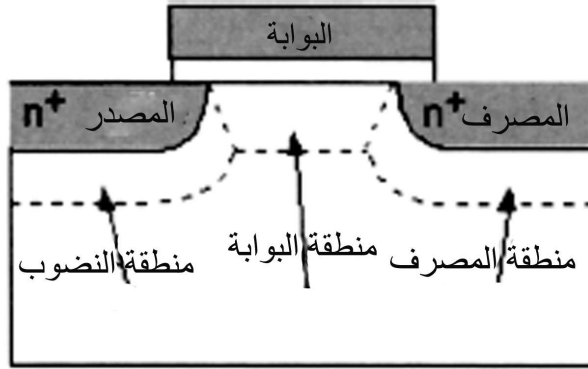 البوابة
n+ المصدر
المصرف n+
منطقة النضوب
منطقة البوابة
منطقة المصرف